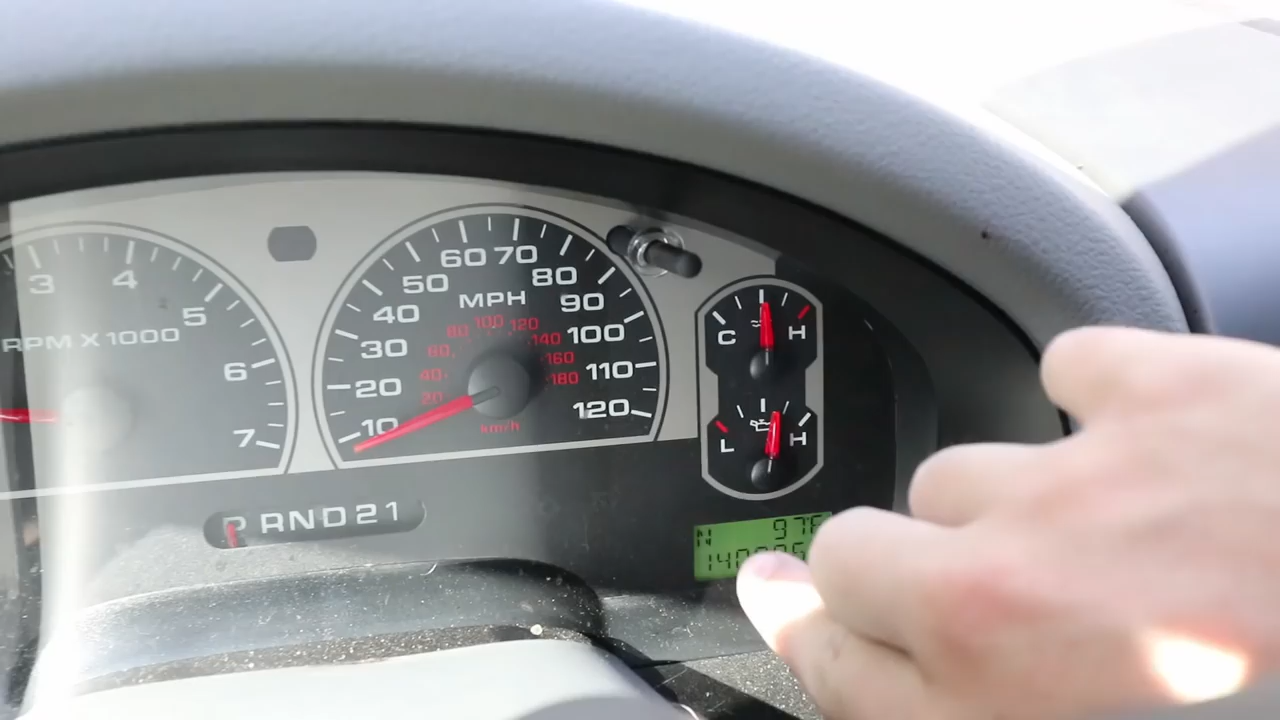 3 4 5 6 7
RPM X 1000
10 20 30 40 50 60 70 80 90 100 110 120
MPH
20 40 60 80 100 120 140 160 180
km/h
C H
L H
P R N D 2 1
N 97F